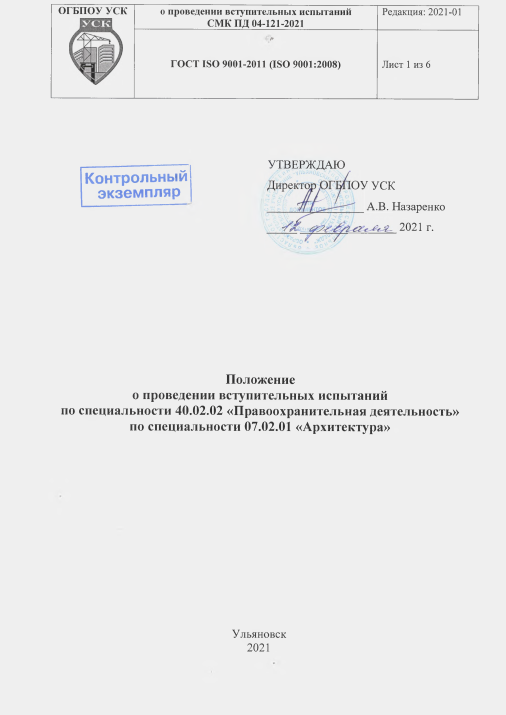 ОГБПОУ УСК
УСК
о проведении вступительных испытаний
СМК ПД 04-121-2021
Редакция: 2021-01
ГОСТ ISO 9001-2011 (ISO 9001:2008)
Лист 1 из 6
Контрольный
экземпляр
УТВЕРЖДАЮ
Директор ОГБПОУ УСК
А.В. Назаренко
12 февраля 2021 г.
Положение
о проведении вступительных испытаний
по специальности 40.02.02 «Правоохранительная деятельность»
по специальности 07.02.01 «Архитектура»
Ульяновск
2021